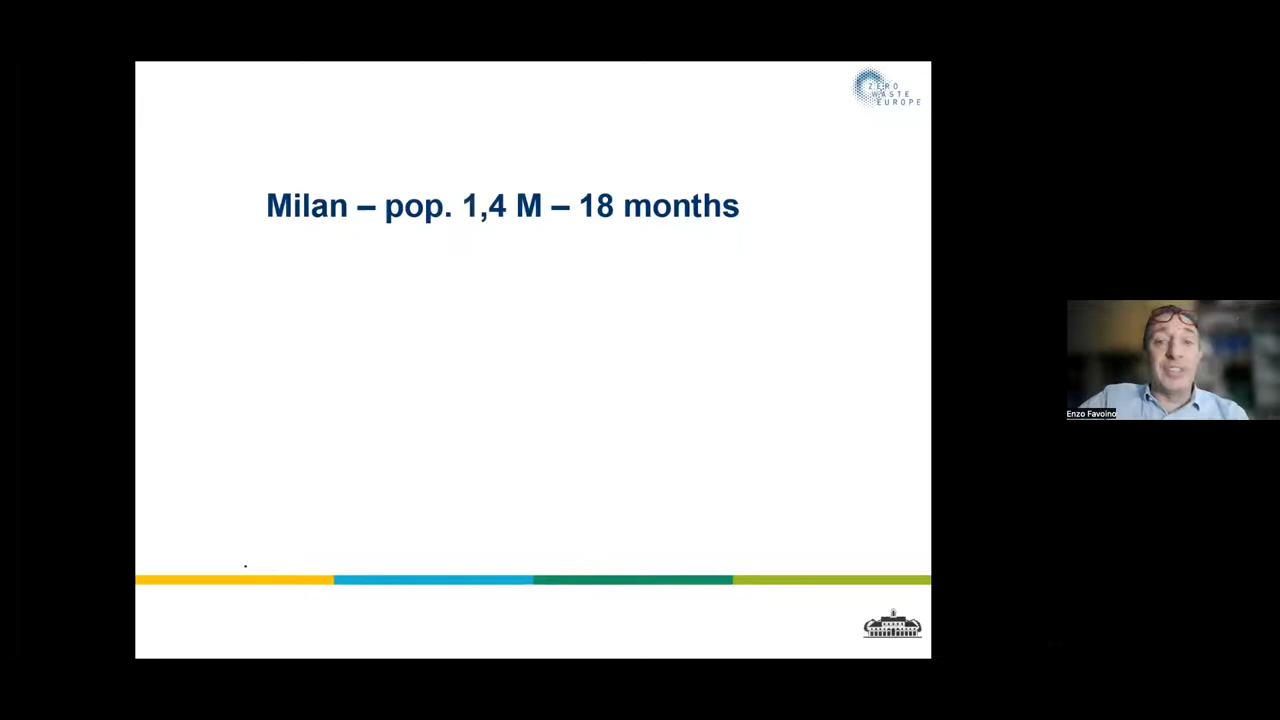 ZERO
WASTE
EUROPE
Milan – pop. 1,4 M – 18 months
Enzo Favoino